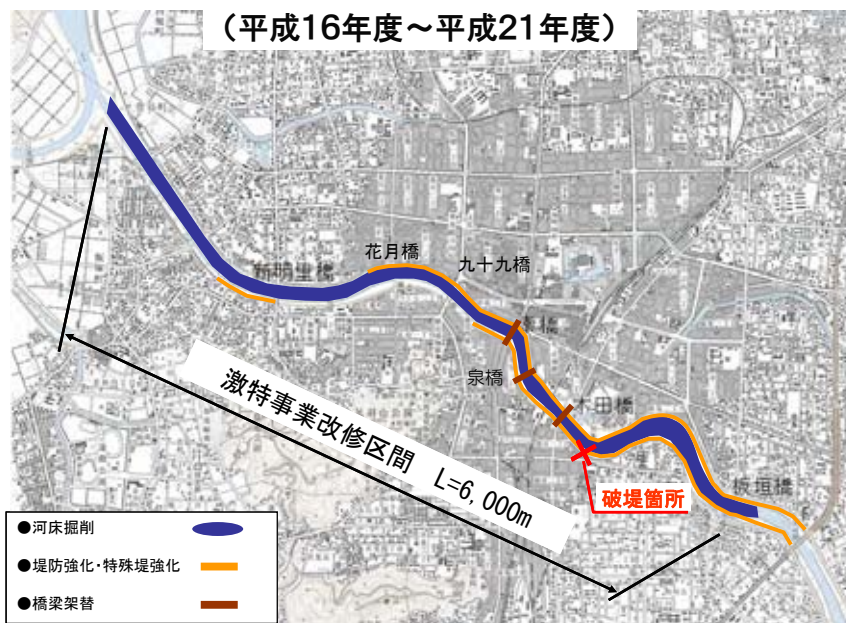 （平成16年度～平成21年度）
花月橋
九十九橋
新明里橋
泉橋
木田橋
板垣橋
激特事業改修区間 L=6,000m
破堤箇所
●河床掘削
●堤防強化・特殊堤強化
●橋梁架替